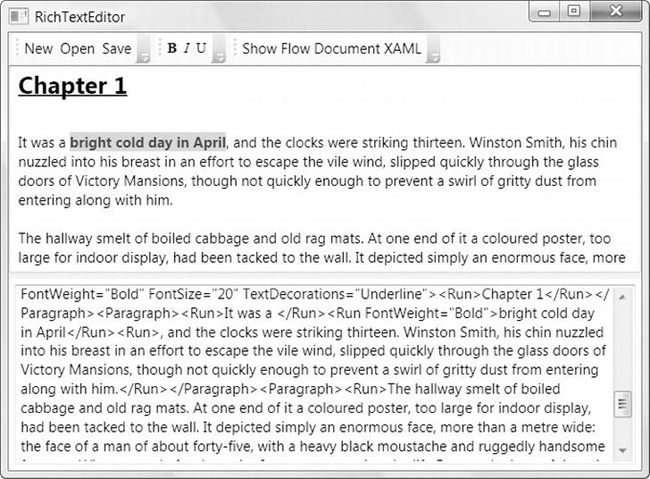 RichTextEditor
New Open Save B I U Show Flow Document XAML
Chapter 1
It was a bright cold day in April, and the clocks were striking thirteen. Winston Smith, his chin
nuzzled into his breast in an effort to escape the vile wind, slipped quickly through the glass
doors of Victory Mansions, though not quickly enough to prevent a swirl of gritty dust from
entering along with him.
The hallway smelt of boiled cabbage and old rag mats. At one end of it a coloured poster, too
large for indoor display, had been tacked to the wall. It depicted simply an enormous face, more
FontWeight="Bold" FontSize="20" TextDecorations="Underline"><Run>Chapter 1</Run></
Paragraph><Paragraph><Run>It was a </Run><Run FontWeight="Bold">bright cold day
in April</Run><Run>, and the clocks were striking thirteen. Winston Smith, his chin nuzzled
into his breast in an effort to escape the vile wind, slipped quickly through the glass doors of
Victory Mansions, though not quickly enough to prevent a swirl of gritty dust from entering
along with him.</Run></Paragraph><Paragraph><Run>The hallway smelt of boiled
cabbage and old rag mats. At one end of it a coloured poster, too large for indoor display,
had been tacked to the wall. It depicted simply an enormous face, more than a metre wide:
the face of a man of about forty-five, with a heavy black moustache and ruggedly handsome